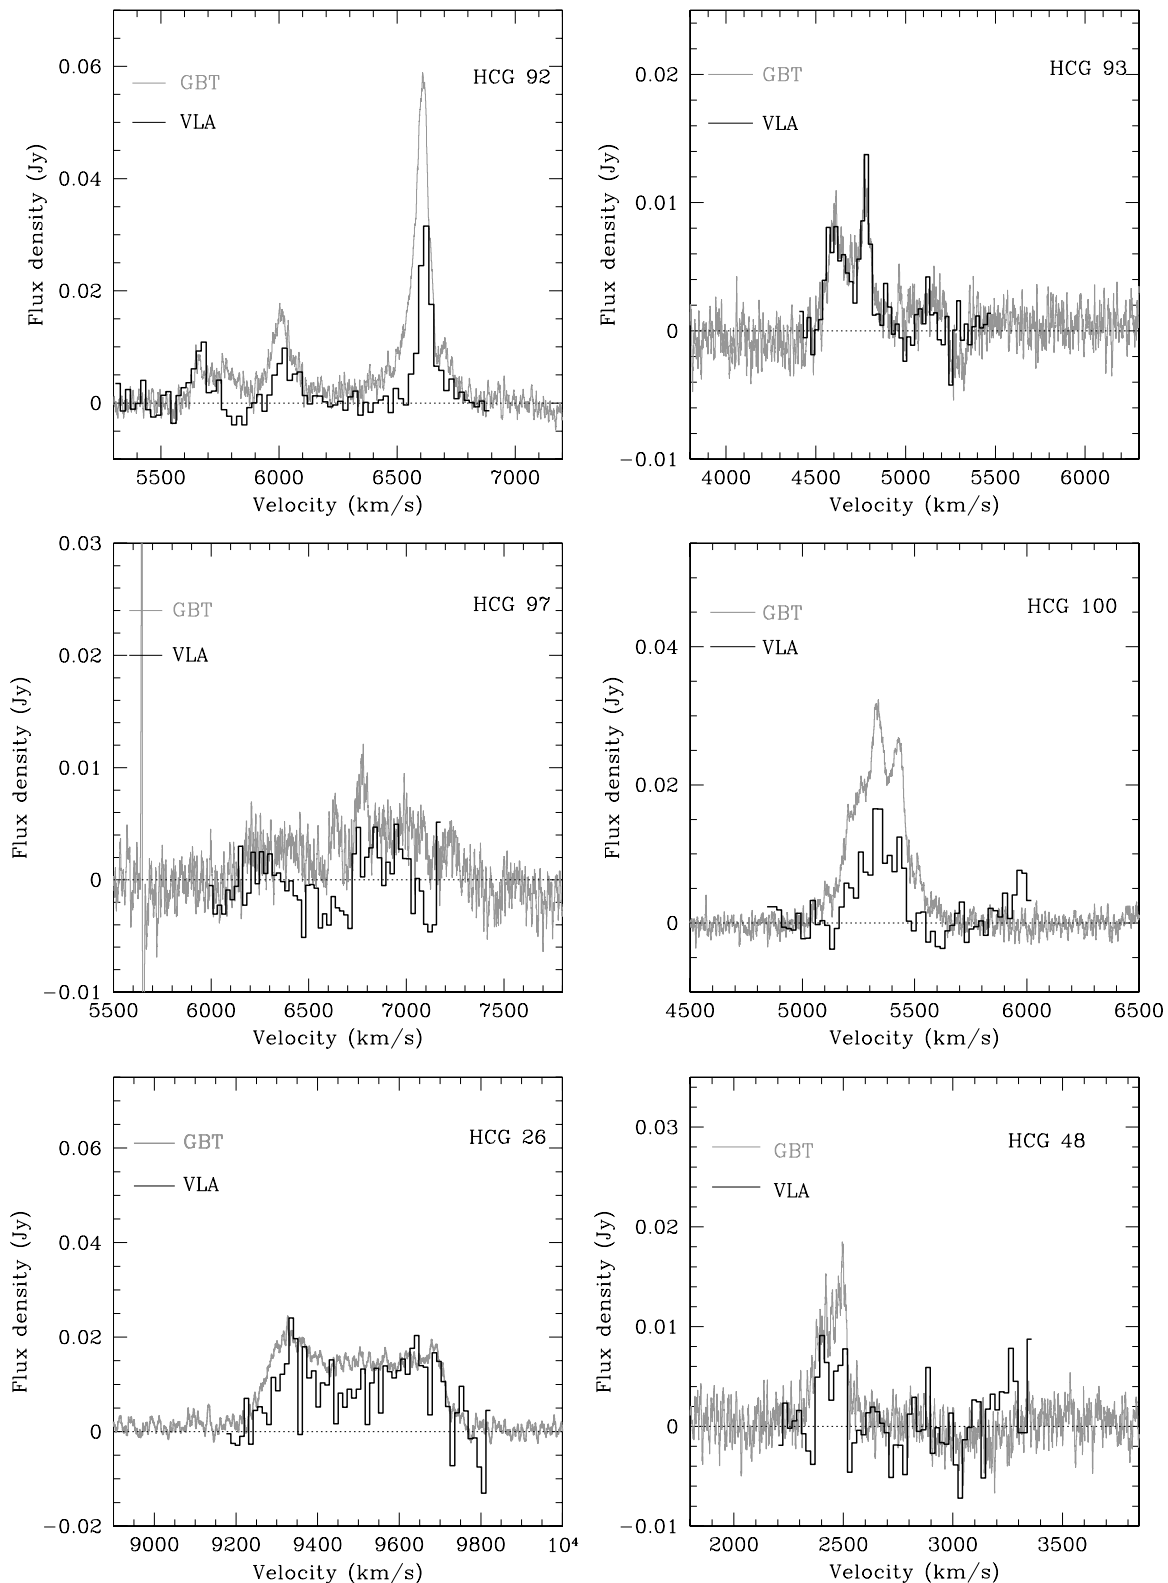 HCG 92
GBT
VLA
0.06
0.04
0.02
0
Flux density (Jy)
5500 6000 6500 7000
Velocity (km/s)
HCG 93
GBT
VLA
0.02
0.01
0
−0.01
Flux density (Jy)
4000 4500 5000 5500 6000
Velocity (km/s)
HCG 97
GBT
VLA
0.03
0.02
0.01
0
−0.01
Flux density (Jy)
5500 6000 6500 7000 7500
Velocity (km/s)
HCG 100
GBT
VLA
0.04
0.02
0
Flux density (Jy)
4500 5000 5500 6000 6500
Velocity (km/s)
HCG 26
GBT
VLA
0.06
0.04
0.02
0
−0.02
Flux density (Jy)
9000 9200 9400 9600 9800 10⁴
Velocity (km/s)
HCG 48
GBT
VLA
0.03
0.02
0.01
0
−0.01
Flux density (Jy)
2000 2500 3000 3500
Velocity (km/s)